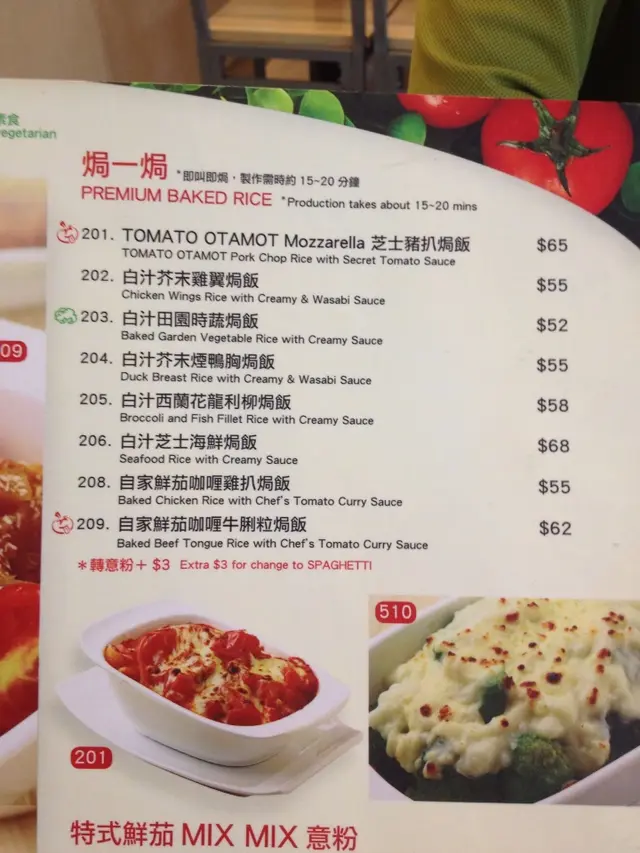 素食
vegetarian
焗一焗 *即叫即焗，製作需時約 15~20 分鐘
PREMIUM BAKED RICE *Production takes about 15~20 mins
201. TOMATO OTAMOT Mozzarella 芝士豬扒焗飯 $65
TOMATO OTAMOT Pork Chop Rice with Secret Tomato Sauce
202. 白汁芥末雞翼焗飯 $55
Chicken Wings Rice with Creamy & Wasabi Sauce
203. 白汁田園時蔬焗飯 $52
Baked Garden Vegetable Rice with Creamy Sauce
204. 白汁芥末煙鴨胸焗飯 $55
Duck Breast Rice with Creamy & Wasabi Sauce
205. 白汁西蘭花龍利柳焗飯 $58
Broccoli and Fish Fillet Rice with Creamy Sauce
206. 白汁芝士海鮮焗飯 $68
Seafood Rice with Creamy Sauce
208. 自家鮮茄咖喱雞扒焗飯 $55
Baked Chicken Rice with Chef's Tomato Curry Sauce
209. 自家鮮茄咖喱牛脷粒焗飯 $62
Baked Beef Tongue Rice with Chef's Tomato Curry Sauce
*轉意粉＋ $3 Extra $3 for change to SPAGHETTI
09
510
201
特式鮮茄 MIX MIX 意粉